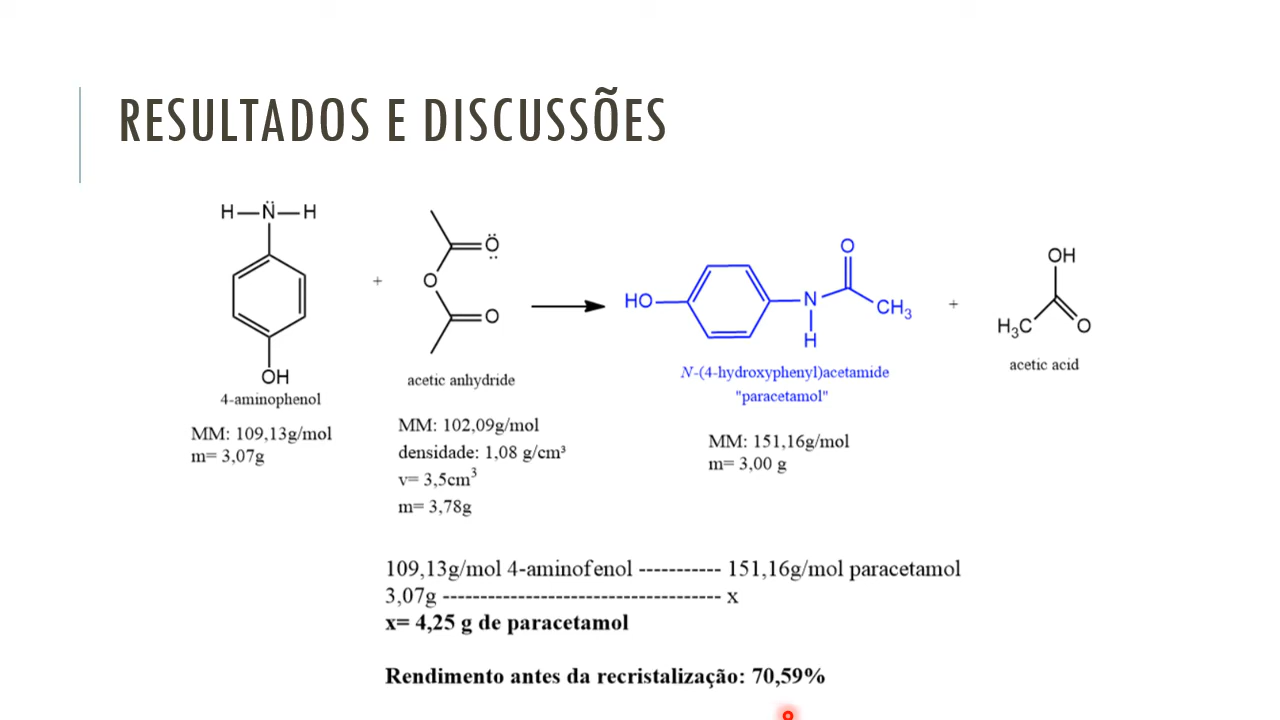 RESULTADOS E DISCUSSÕES
H—N̈—H
OH
4-aminophenol
MM: 109,13g/mol
m= 3,07g
+
Ö
O
O
acetic anhydride
MM: 102,09g/mol
densidade: 1,08 g/cm³
v= 3,5cm³
m= 3,78g
O
HO
N
CH₃
H
N-(4-hydroxyphenyl)acetamide
"paracetamol"
MM: 151,16g/mol
m= 3,00 g
+
OH
H₃C
O
acetic acid
109,13g/mol 4-aminofenol ----------- 151,16g/mol paracetamol
3,07g ------------------------------------- x
x= 4,25 g de paracetamol
Rendimento antes da recristalização: 70,59%